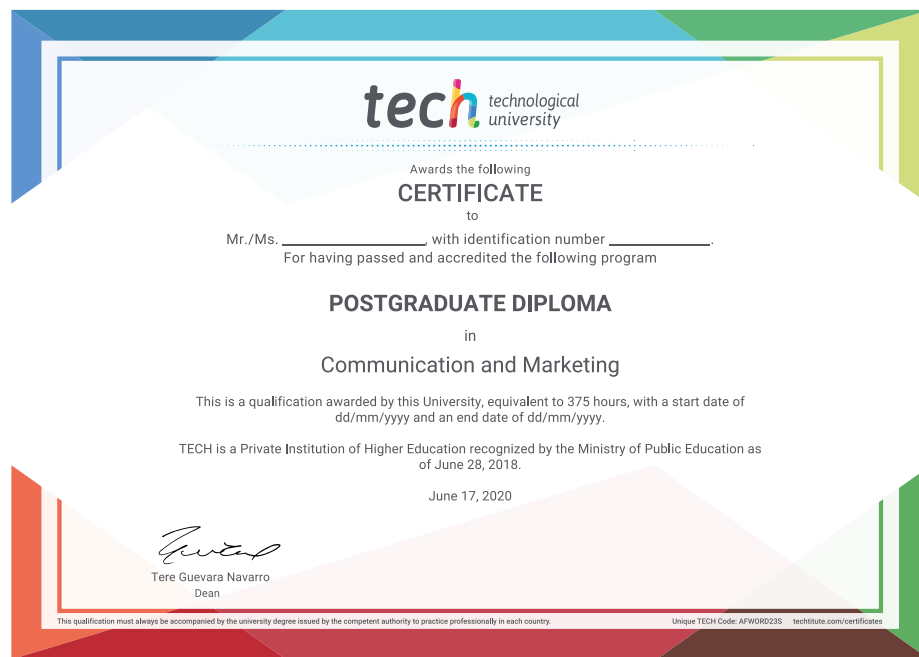 tech technological
university
Awards the following
CERTIFICATE
to
Mr./Ms. ____________________, with identification number ______________.
For having passed and accredited the following program
POSTGRADUATE DIPLOMA
in
Communication and Marketing
This is a qualification awarded by this University, equivalent to 375 hours, with a start date of
dd/mm/yyyy and an end date of dd/mm/yyyy.
TECH is a Private Institution of Higher Education recognized by the Ministry of Public Education as
of June 28, 2018.
June 17, 2020
Tere Guevara Navarro
Dean
This qualification must always be accompanied by the university degree issued by the competent authority to practice professionally in each country.
Unique TECH Code: AFWORD23S techtitute.com/certificates